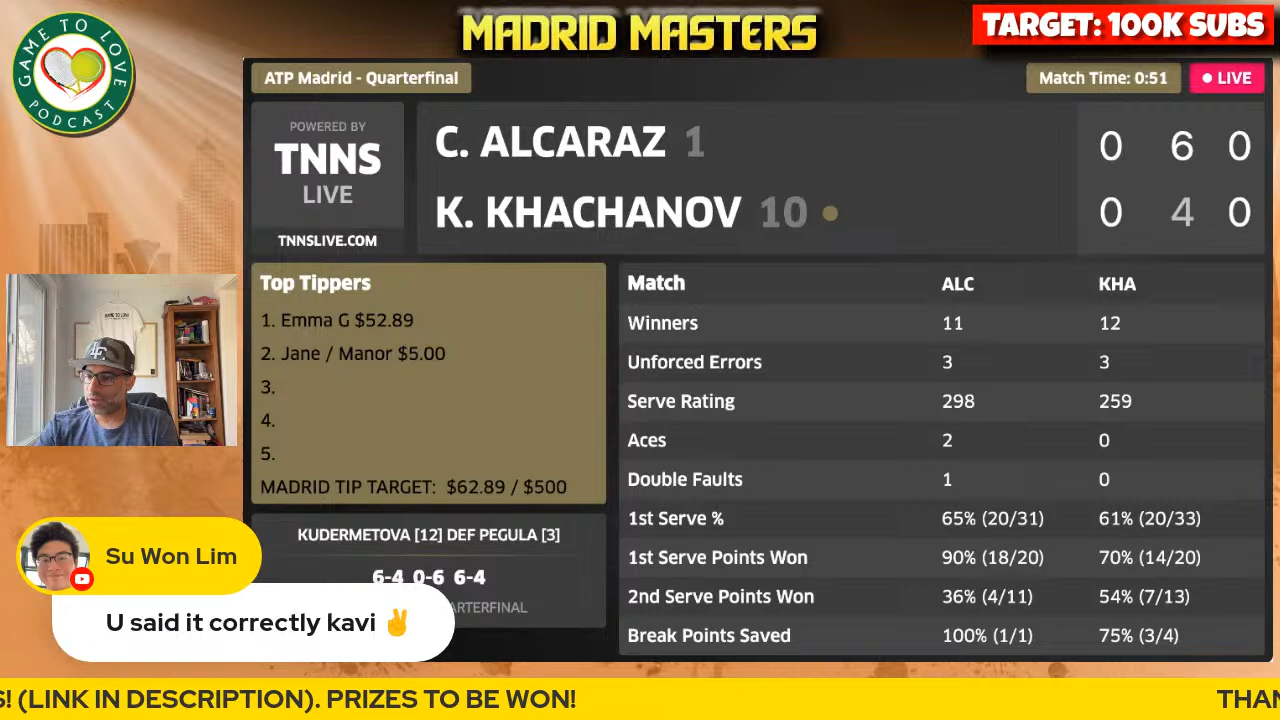 GAME TO LOVE
PODCAST
MADRID MASTERS
TARGET: 100K SUBS
ATP Madrid - Quarterfinal
Match Time: 0:51
LIVE
POWERED BY
TNNS
LIVE
TNNSLIVE.COM
C. ALCARAZ 1 0 6 0
K. KHACHANOV 10 0 4 0
Top Tippers
1. Emma G $52.89
2. Jane / Manor $5.00
3.
4.
5.
MADRID TIP TARGET: $62.89 / $500
KUDERMETOVA [12] DEF PEGULA [3]
6-4 0-6 6-4
Match ALC KHA
Winners 11 12
Unforced Errors 3 3
Serve Rating 298 259
Aces 2 0
Double Faults 1 0
1st Serve % 65% (20/31) 61% (20/33)
1st Serve Points Won 90% (18/20) 70% (14/20)
2nd Serve Points Won 36% (4/11) 54% (7/13)
Break Points Saved 100% (1/1) 75% (3/4)
Su Won Lim
U said it correctly kavi ✌
S! (LINK IN DESCRIPTION). PRIZES TO BE WON!